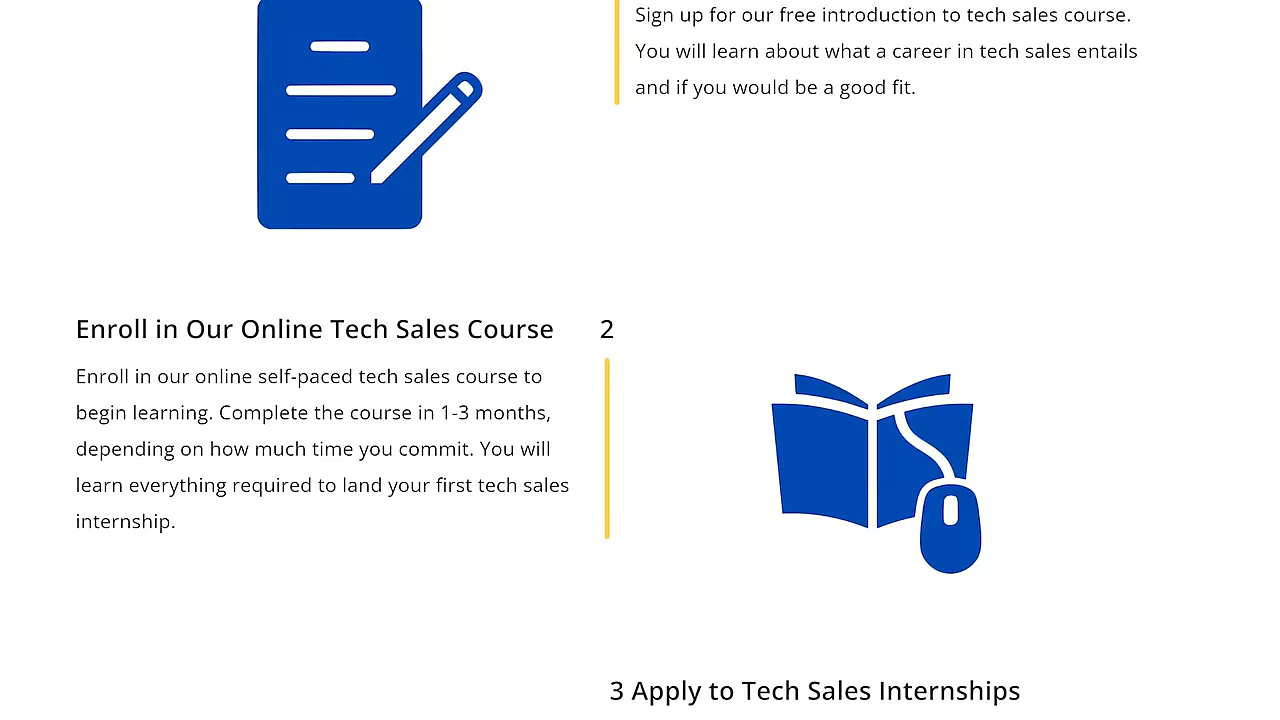 Sign up for our free introduction to tech sales course.
You will learn about what a career in tech sales entails
and if you would be a good fit.
Enroll in Our Online Tech Sales Course 2
Enroll in our online self-paced tech sales course to
begin learning. Complete the course in 1-3 months,
depending on how much time you commit. You will
learn everything required to land your first tech sales
internship.
3 Apply to Tech Sales Internships